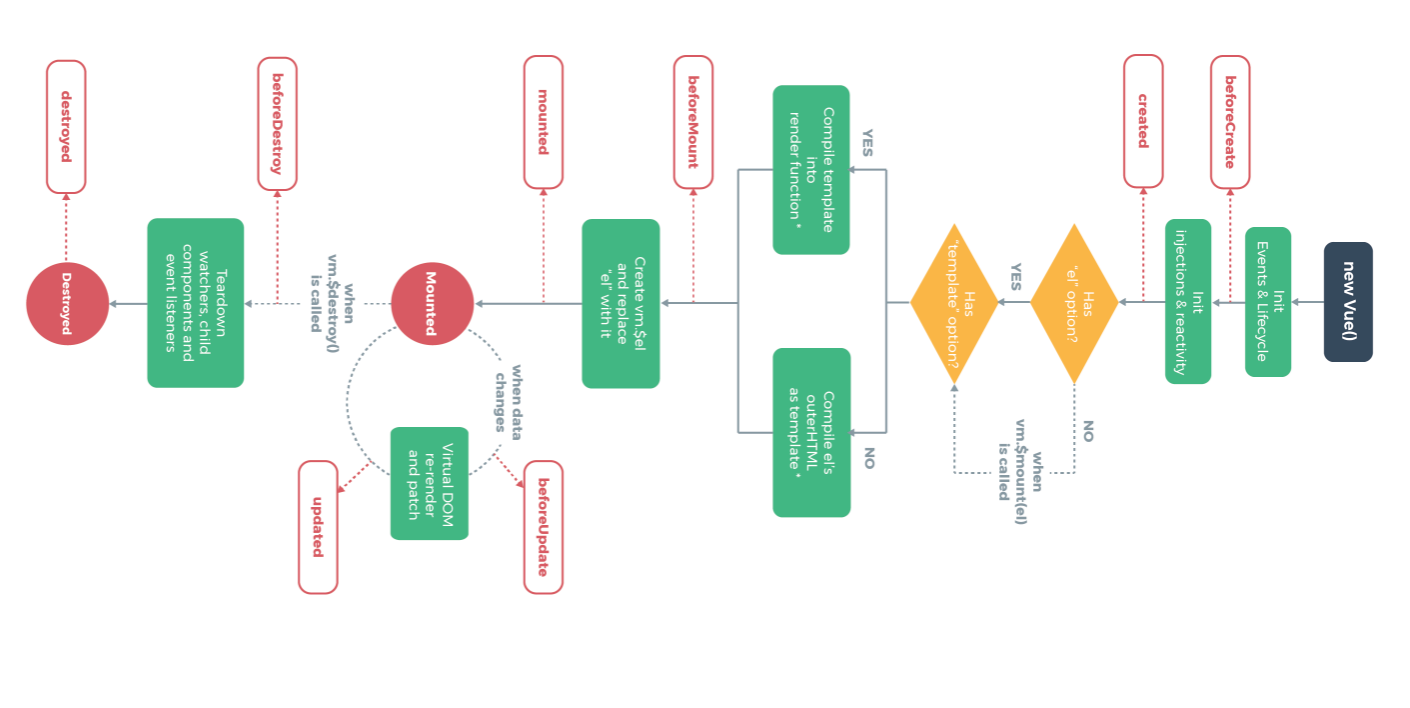 new Vue()
Init
Events & Lifecycle
beforeCreate
Init
injections & reactivity
created
Has
"el" option?
NO
when
vm.$mount(el)
is called
YES
Has
"template" option?
YES
NO
Compile template
into
render function *
Compile el's
outerHTML
as template *
beforeMount
Create vm.$el
and replace
"el" with it
mounted
Mounted
when data
changes
beforeUpdate
Virtual DOM
re-render
and patch
updated
when
vm.$destroy()
is called
beforeDestroy
Teardown
watchers, child
components and
event listeners
Destroyed
destroyed